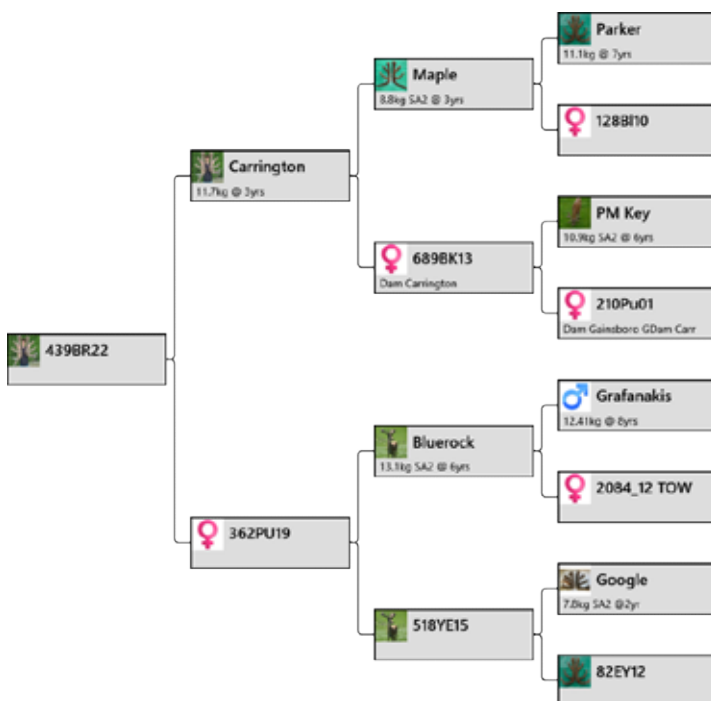 Parker
11.1kg @ 7yrs
Maple
8.8kg SA2 @ 3yrs
128Bl10
Carrington
11.7kg @ 3yrs
PM Key
10.9kg SA2 @ 6yrs
689BK13
Dam Carrington
210Pu01
Dam Gainsboro GDam Carr
439BR22
Grafanakis
12.41kg @ 8yrs
Bluerock
13.1kg SA2 @ 6yrs
2084_12 TOW
362PU19
Google
7.8kg SA2 @2yr
518YE15
82EY12